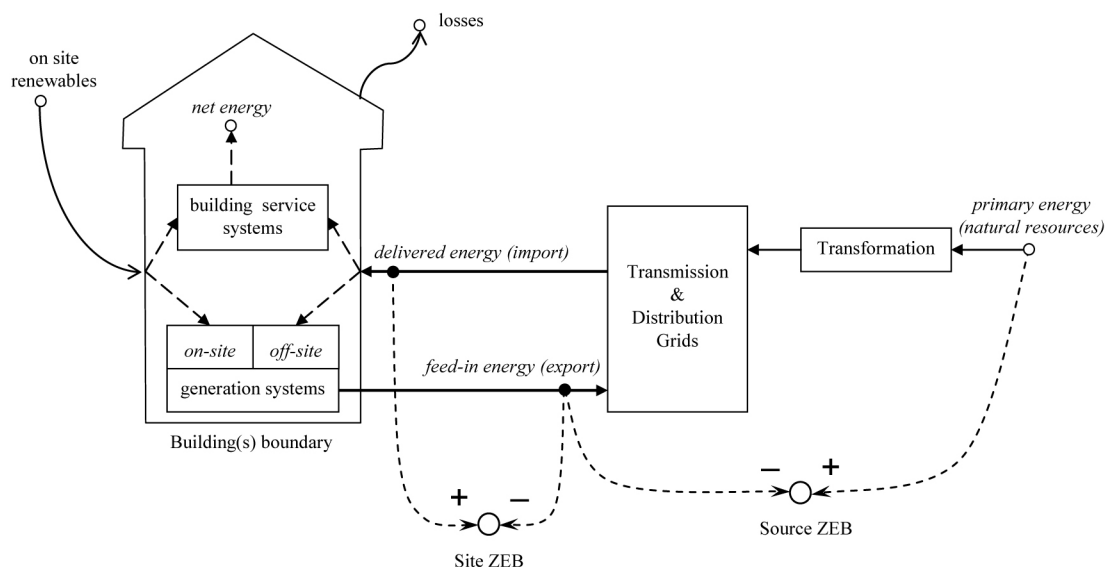 losses
on site
renewables
net energy
building service
systems
primary energy
(natural resources)
delivered energy (import)
Transmission
&
Distribution
Grids
Transformation
on-site
off-site
feed-in energy (export)
generation systems
Building(s) boundary
− +
+ −
Source ZEB
Site ZEB